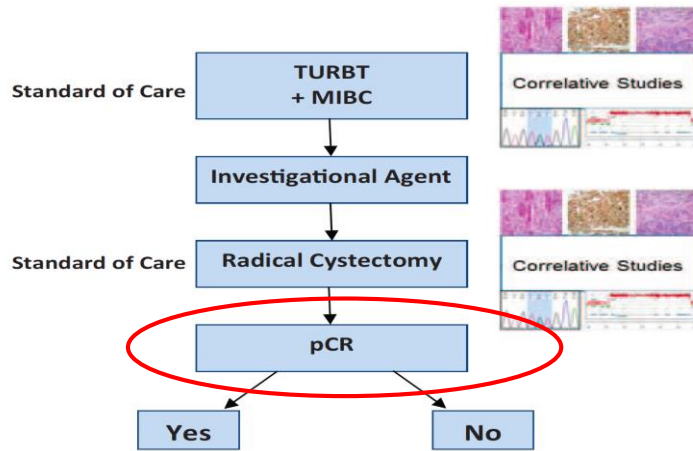 TURBT
+ MIBC
Standard of Care
Correlative Studies
Investigational Agent
Standard of Care
Radical Cystectomy
Correlative Studies
pCR
Yes
No